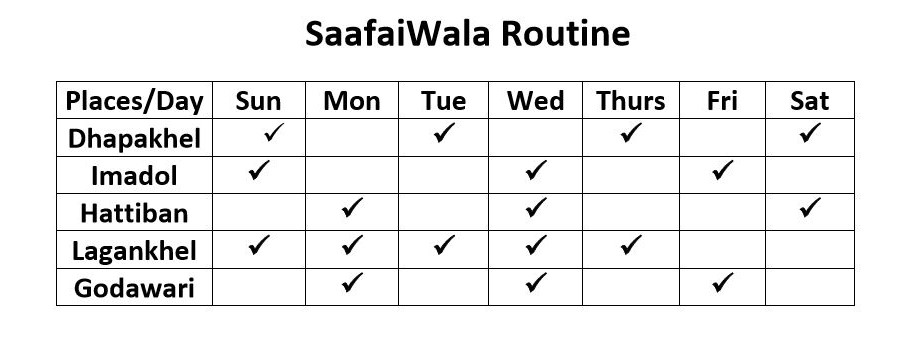 SaafaiWala Routine
Places/Day Sun Mon Tue Wed Thurs Fri Sat
Dhapakhel ✓ ✓ ✓ ✓
Imadol ✓ ✓ ✓
Hattiban ✓ ✓ ✓
Lagankhel ✓ ✓ ✓ ✓ ✓
Godawari ✓ ✓ ✓